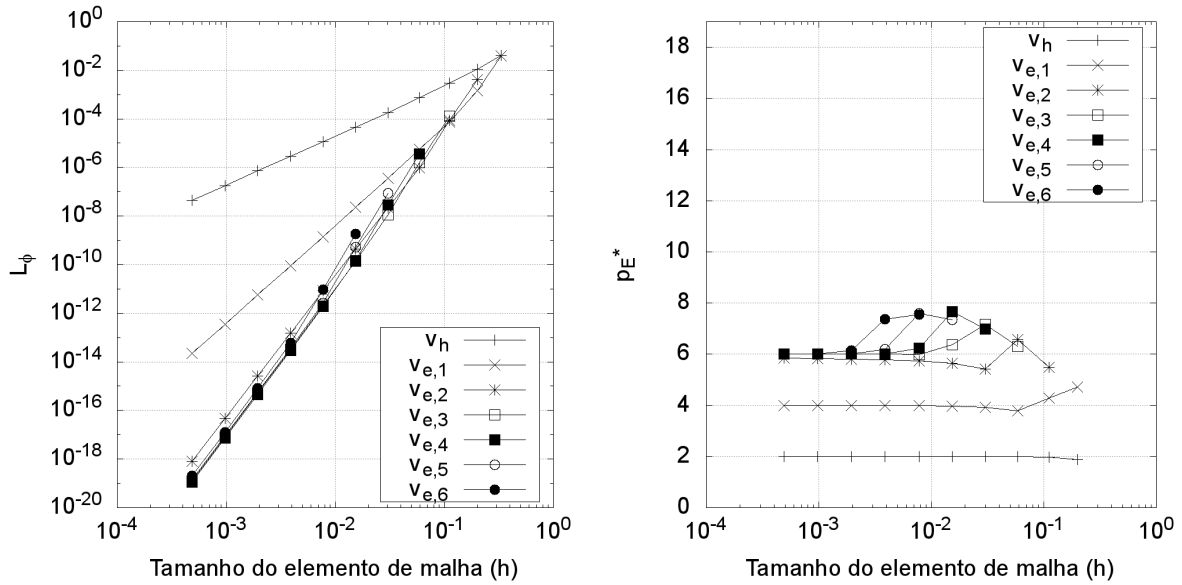 10^0
10^-2
10^-4
10^-6
10^-8
10^-10
10^-12
10^-14
10^-16
10^-18
10^-20
L_ϕ
10^-4 10^-3 10^-2 10^-1 10^0
Tamanho do elemento de malha (h)
v_h
v_e,1
v_e,2
v_e,3
v_e,4
v_e,5
v_e,6
18
16
14
12
10
8
6
4
2
0
p_E^*
10^-4 10^-3 10^-2 10^-1 10^0
Tamanho do elemento de malha (h)
v_h
v_e,1
v_e,2
v_e,3
v_e,4
v_e,5
v_e,6